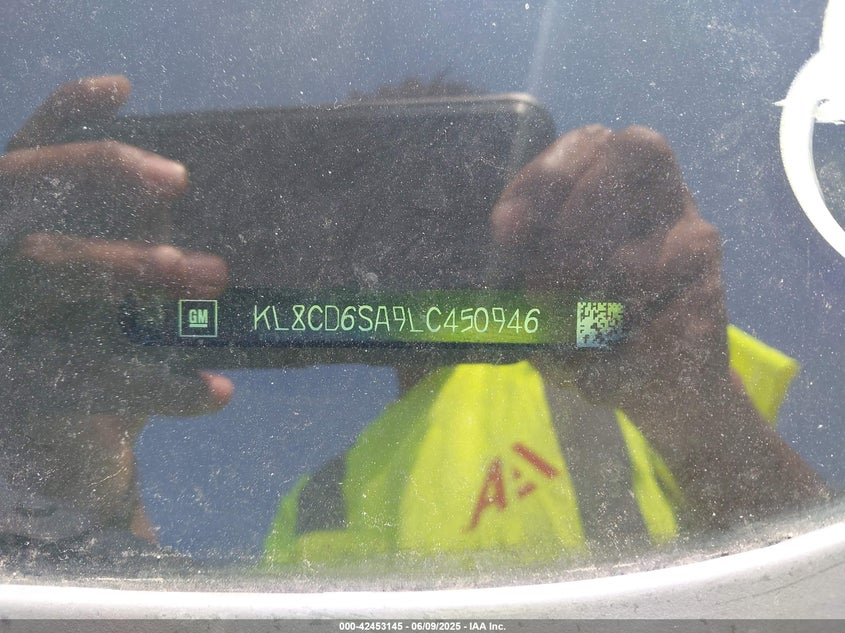 GM KL8CD6SA9LC450946
IAA
000-42453145 - 06/09/2025 - IAA Inc.